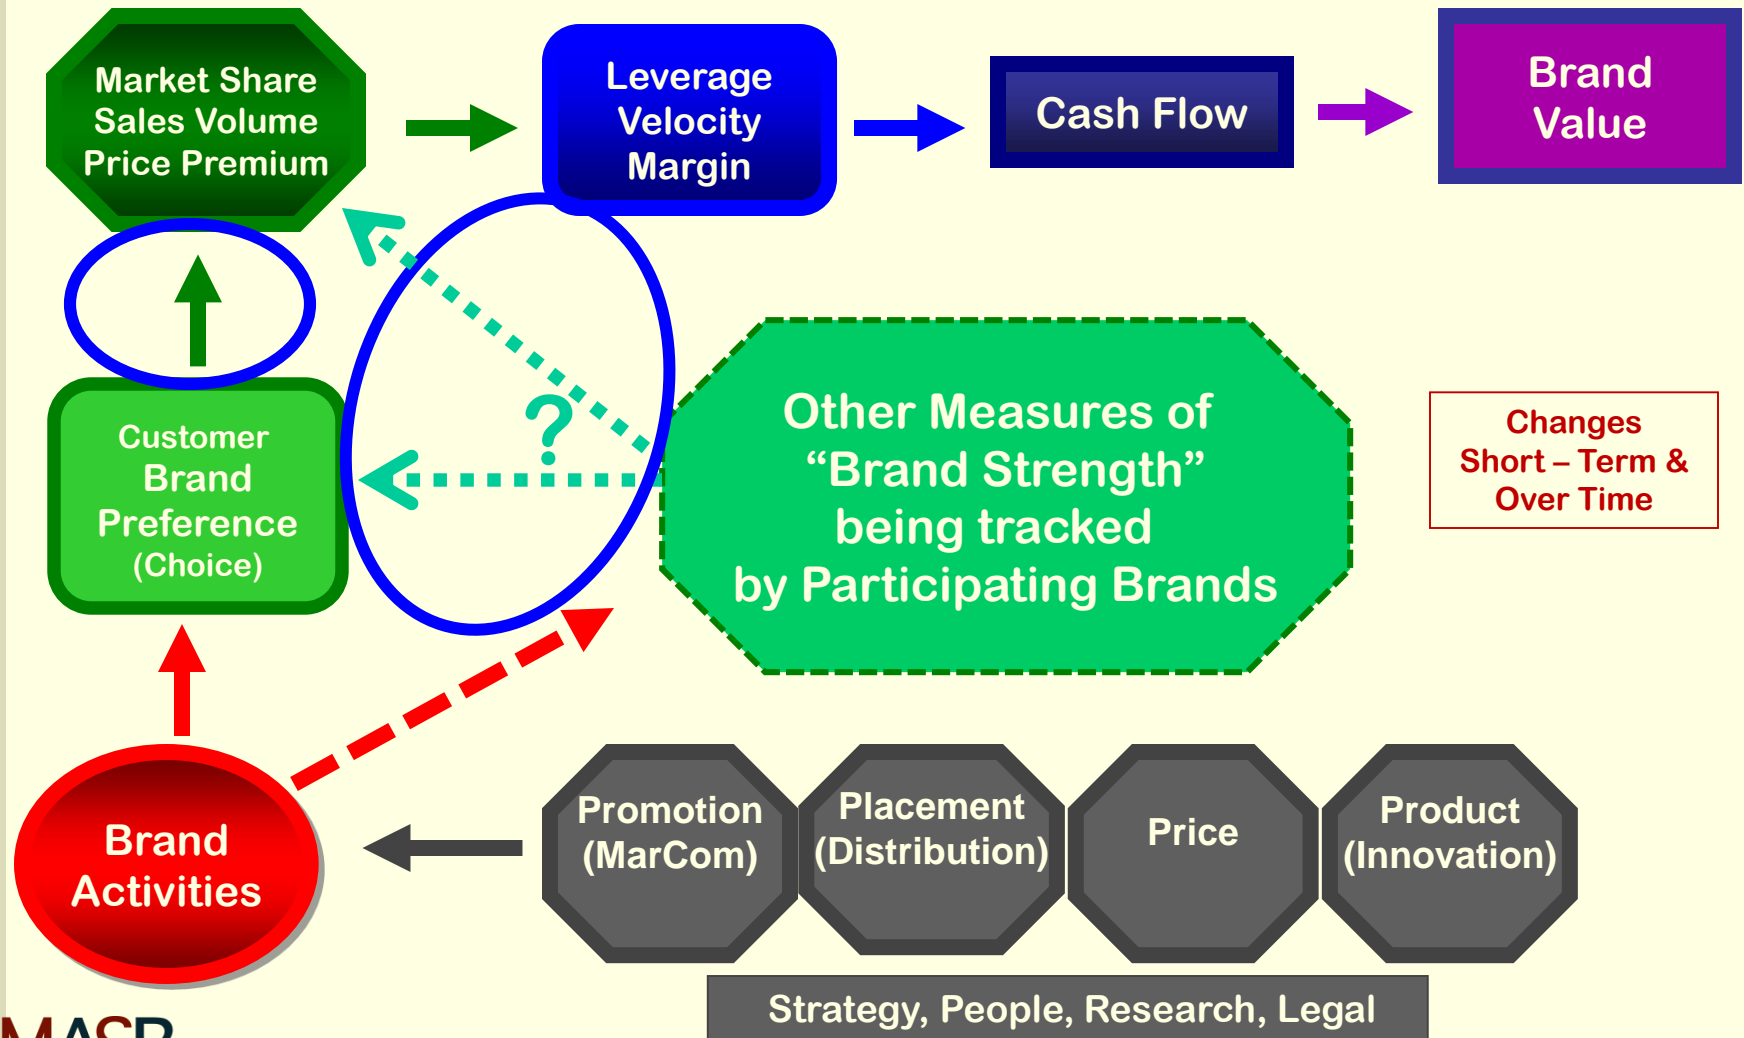 Market Share
Sales Volume
Price Premium
Leverage
Velocity
Margin
Cash Flow
Brand
Value
Customer
Brand
Preference
(Choice)
?
Other Measures of
“Brand Strength”
being tracked
by Participating Brands
Changes
Short – Term &
Over Time
Brand
Activities
Promotion
(MarCom)
Placement
(Distribution)
Price
Product
(Innovation)
Strategy, People, Research, Legal